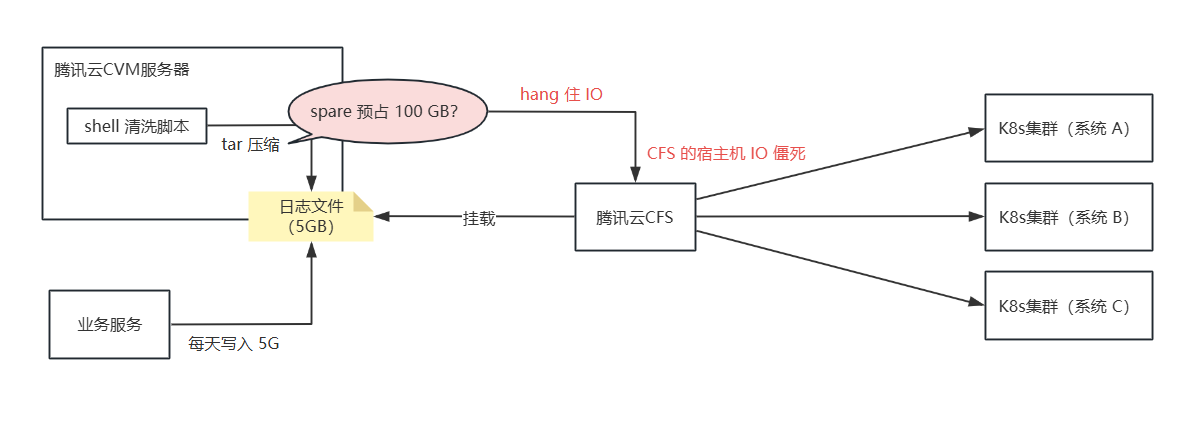 腾讯云CVM服务器
shell 清洗脚本
spare 预占 100 GB?
tar 压缩
hang 住 IO
CFS 的宿主机 IO 僵死
日志文件
（5GB）
挂载
腾讯云CFS
K8s集群（系统 A）
K8s集群（系统 B）
K8s集群（系统 C）
业务服务
每天写入 5G